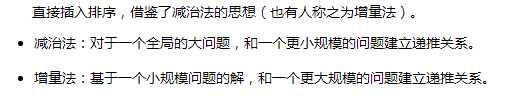 直接插入排序，借鉴了减治法的思想（也有人称之为增量法）。
• 减治法：对于一个全局的大问题，和一个更小规模的问题建立递推关系。
• 增量法：基于一个小规模问题的解，和一个更大规模的问题建立递推关系。